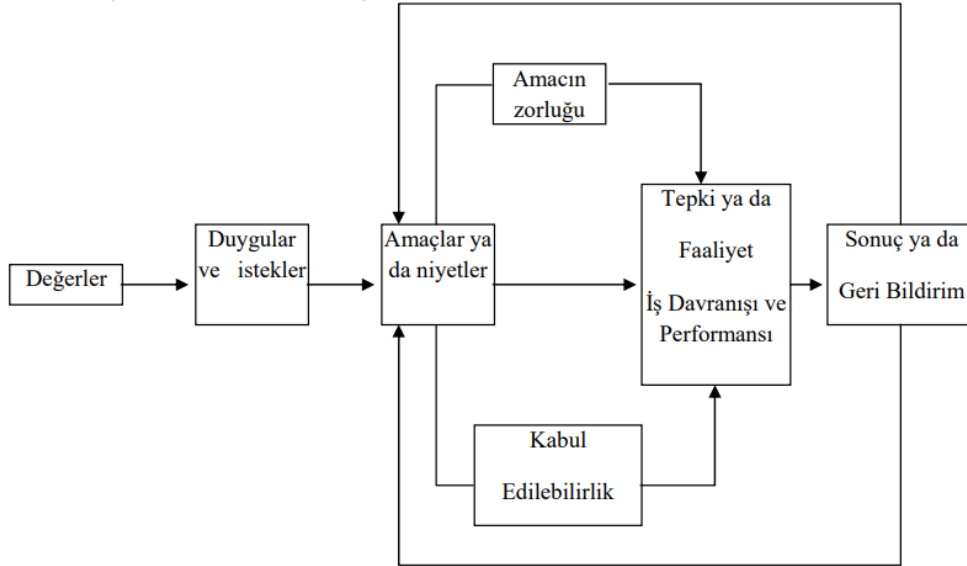 Değerler
Duygular
ve istekler
Amaçlar ya
da niyetler
Amacın
zorluğu
Kabul
Edilebilirlik
Tepki ya da
Faaliyet
İş Davranışı ve
Performansı
Sonuç ya da
Geri Bildirim